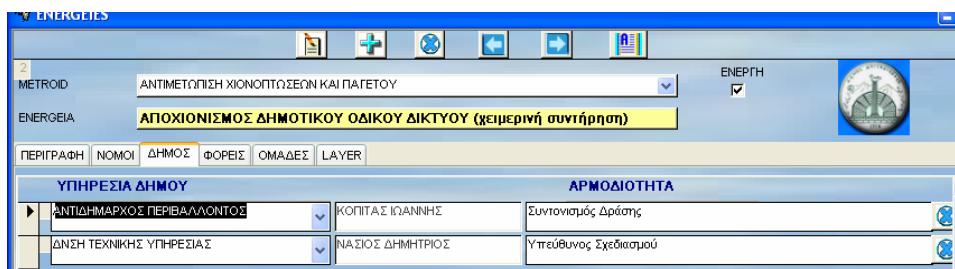 ENERGEIES
2
METROID ΑΝΤΙΜΕΤΩΠΙΣΗ ΧΙΟΝΟΠΤΩΣΕΩΝ ΚΑΙ ΠΑΓΕΤΟΥ ΕΝΕΡΓΗ
ENERGEIA ΑΠΟΧΙΟΝΙΣΜΟΣ ΔΗΜΟΤΙΚΟΥ ΟΔΙΚΟΥ ΔΙΚΤΥΟΥ (χειμερινή συντήρηση)
ΠΕΡΙΓΡΑΦΗ ΝΟΜΟΙ ΔΗΜΟΣ ΦΟΡΕΙΣ ΟΜΑΔΕΣ LAYER
ΥΠΗΡΕΣΙΑ ΔΗΜΟΥ ΑΡΜΟΔΙΟΤΗΤΑ
ΑΝΤΙΔΗΜΑΡΧΟΣ ΠΕΡΙΒΑΛΛΟΝΤΟΣ ΚΟΠΙΤΑΣ ΙΩΑΝΝΗΣ Συντονισμός Δράσης
ΔΝΣΗ ΤΕΧΝΙΚΗΣ ΥΠΗΡΕΣΙΑΣ ΝΑΣΙΟΣ ΔΗΜΗΤΡΙΟΣ Υπεύθυνος Σχεδιασμού